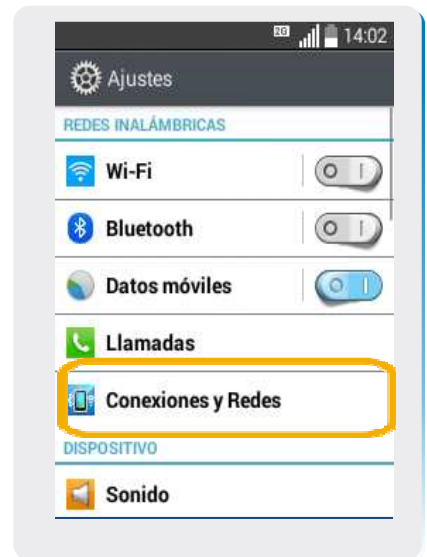 2G 14:02
Ajustes
REDES INALÁMBRICAS
Wi-Fi
Bluetooth
Datos móviles
Llamadas
Conexiones y Redes
DISPOSITIVO
Sonido